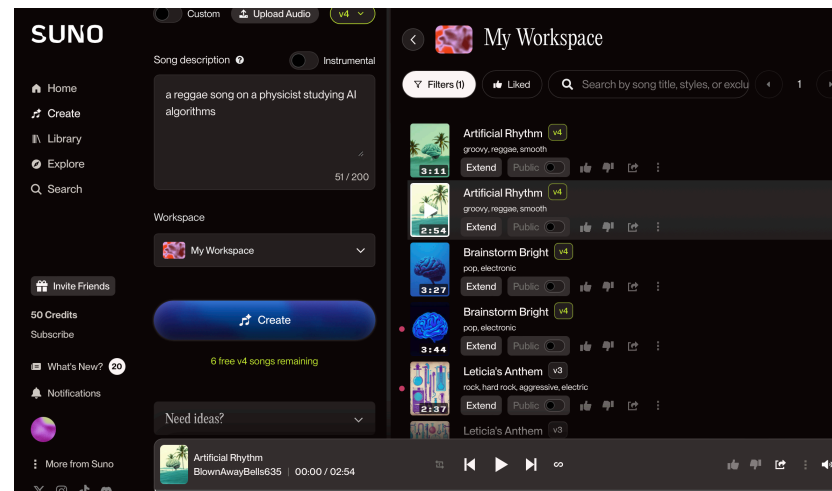 SUNO
Home
Create
Library
Explore
Search
Invite Friends
50 Credits
Subscribe
What's New? 20
Notifications
More from Suno
Custom
Upload Audio
v4
Song description
Instrumental
a reggae song on a physicist studying AI
algorithms
51 / 200
Workspace
My Workspace
Create
6 free v4 songs remaining
Need ideas?
My Workspace
Filters (1)
Liked
Search by song title, styles, or exclu
1
Artificial Rhythm v4
groovy, reggae, smooth
3:11
Extend Public
Artificial Rhythm v4
groovy, reggae, smooth
2:54
Extend Public
Brainstorm Bright v4
pop, electronic
3:27
Extend Public
Brainstorm Bright v4
pop, electronic
3:44
Extend Public
Leticia's Anthem v3
rock, hard rock, aggressive, electric
2:37
Extend Public
Leticia's Anthem v3
Artificial Rhythm
BlownAwayBells635 | 00:00 / 02:54